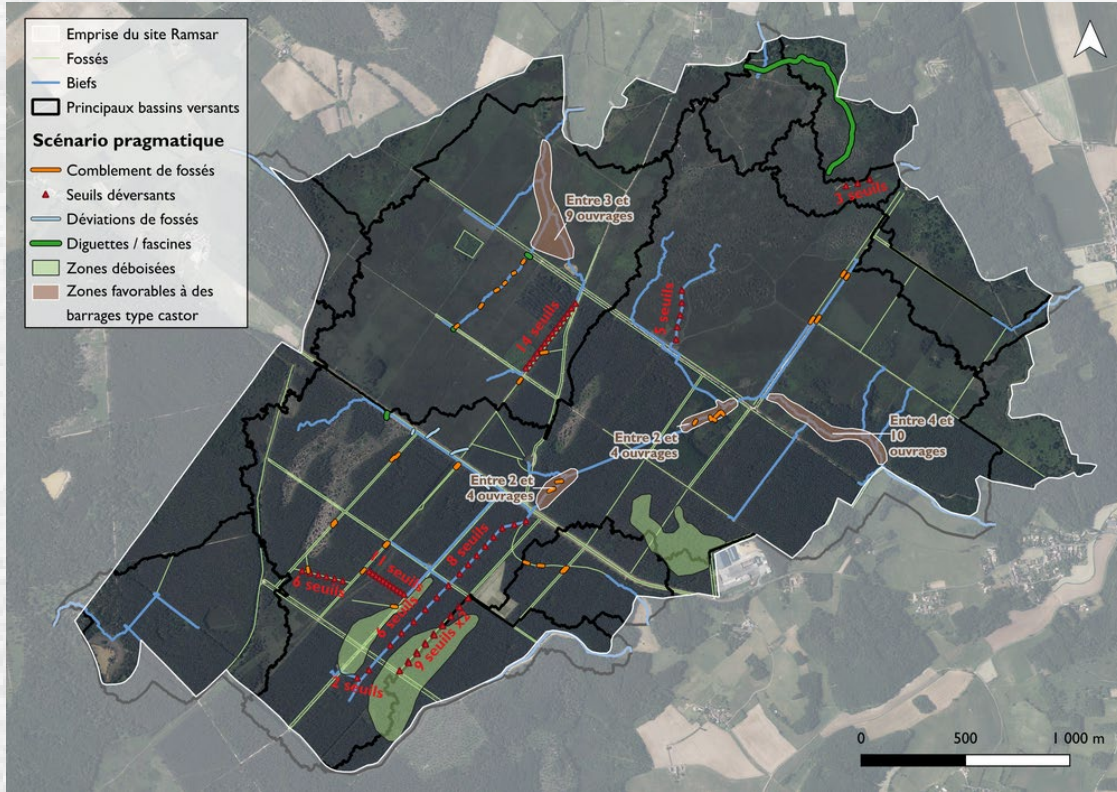 Emprise du site Ramsar
Fossés
Biefs
Principaux bassins versants
Scénario pragmatique
Comblement de fossés
Seuils déversants
Déviations de fossés
Diguettes / fascines
Zones déboisées
Zones favorables à des
barrages type castor
Entre 3 et
9 ouvrages
3 seuils
14 seuils
5 seuils
Entre 2 et
4 ouvrages
Entre 4 et
10
ouvrages
Entre 2 et
4 ouvrages
8 seuils
6 seuils
11 seuils
6 seuils
9 seuils x2
2 seuils
0
500
1 000 m